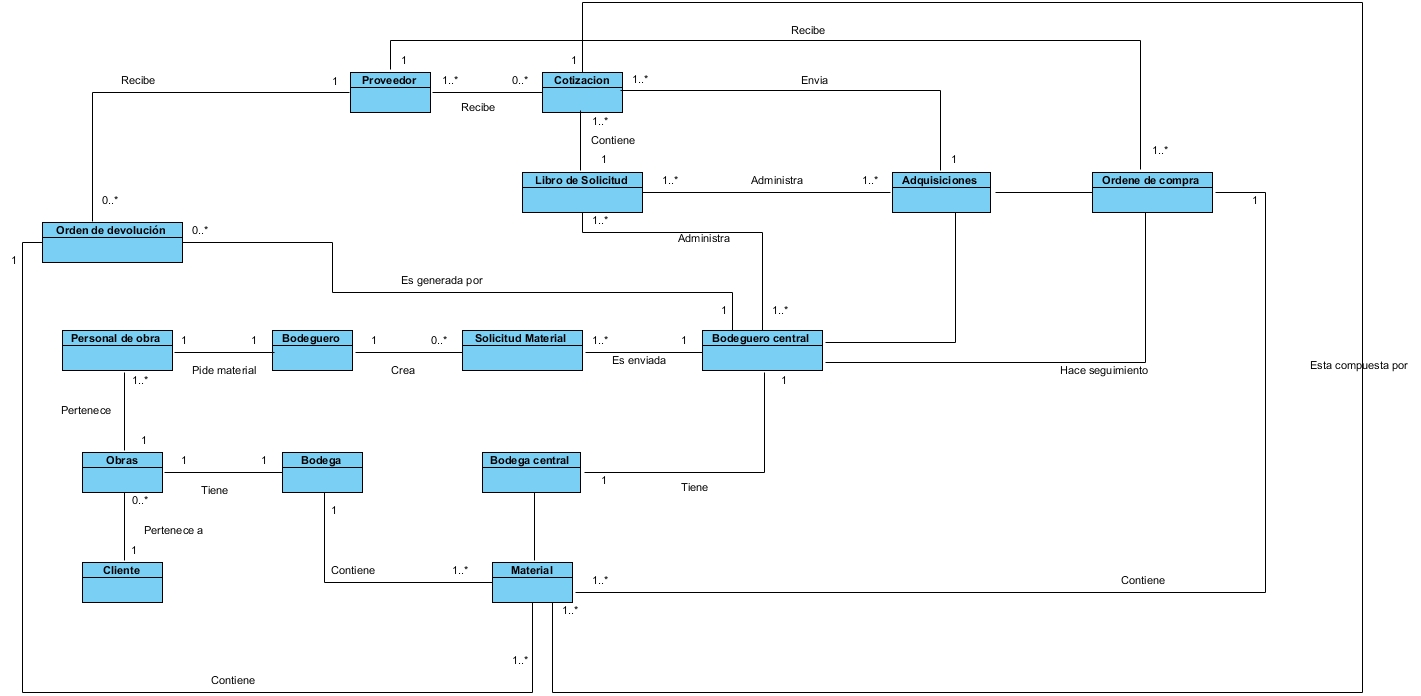 Recibe
1
1
Recibe
1
Proveedor
1..*
0..*
Cotizacion
1..*
Envia
Recibe
1..*
Contiene
1
1
1..*
Libro de Solicitud
1..*
Administra
1..*
Adquisiciones
Ordene de compra
1
0..*
1..*
Orden de devolución
0..*
Administra
1
Es generada por
1
1..*
Personal de obra
1
1
Bodeguero
1
0..*
Solicitud Material
1..*
1
Bodeguero central
Es enviada
Esta compuesta por
Pide material
Crea
Hace seguimiento
1..*
1
Pertenece
1
Obras
1
1
Bodega
Bodega central
1
Tiene
Tiene
0..*
1
Pertenece a
1
Cliente
Contiene
1..*
Material
1..*
Contiene
1..*
1..*
Contiene